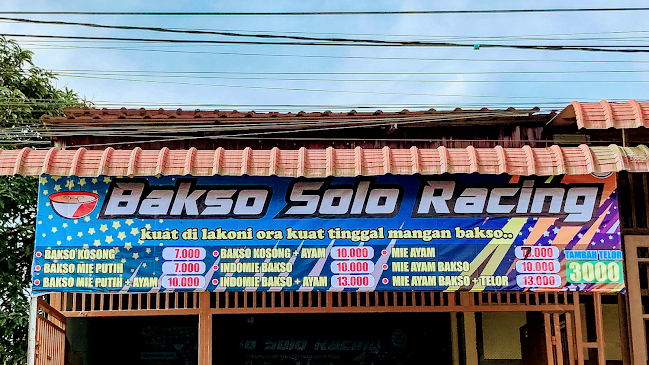 Bakso Solo Racing
kuat di lakoni ora kuat tinggal mangan bakso..
BAKSO KOSONG 7.000
BAKSO MIE PUTIH 7.000
BAKSO MIE PUTIH + AYAM 10.000
BAKSO KOSONG + AYAM 10.000
INDOMIE BAKSO 10.000
INDOMIE BAKSO + AYAM 13.000
MIE AYAM 7.000
MIE AYAM BAKSO 10.000
MIE AYAM BAKSO + TELOR 13.000
TAMBAH TELOR
3000
Solo Racing